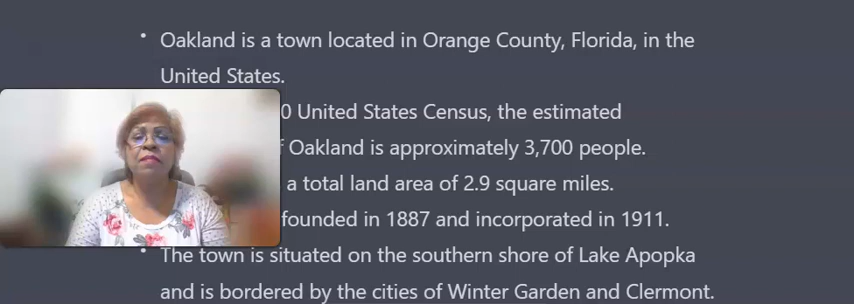 • Oakland is a town located in Orange County, Florida, in the
United States.
0 United States Census, the estimated
Oakland is approximately 3,700 people.
a total land area of 2.9 square miles.
founded in 1887 and incorporated in 1911.
• The town is situated on the southern shore of Lake Apopka
and is bordered by the cities of Winter Garden and Clermont.